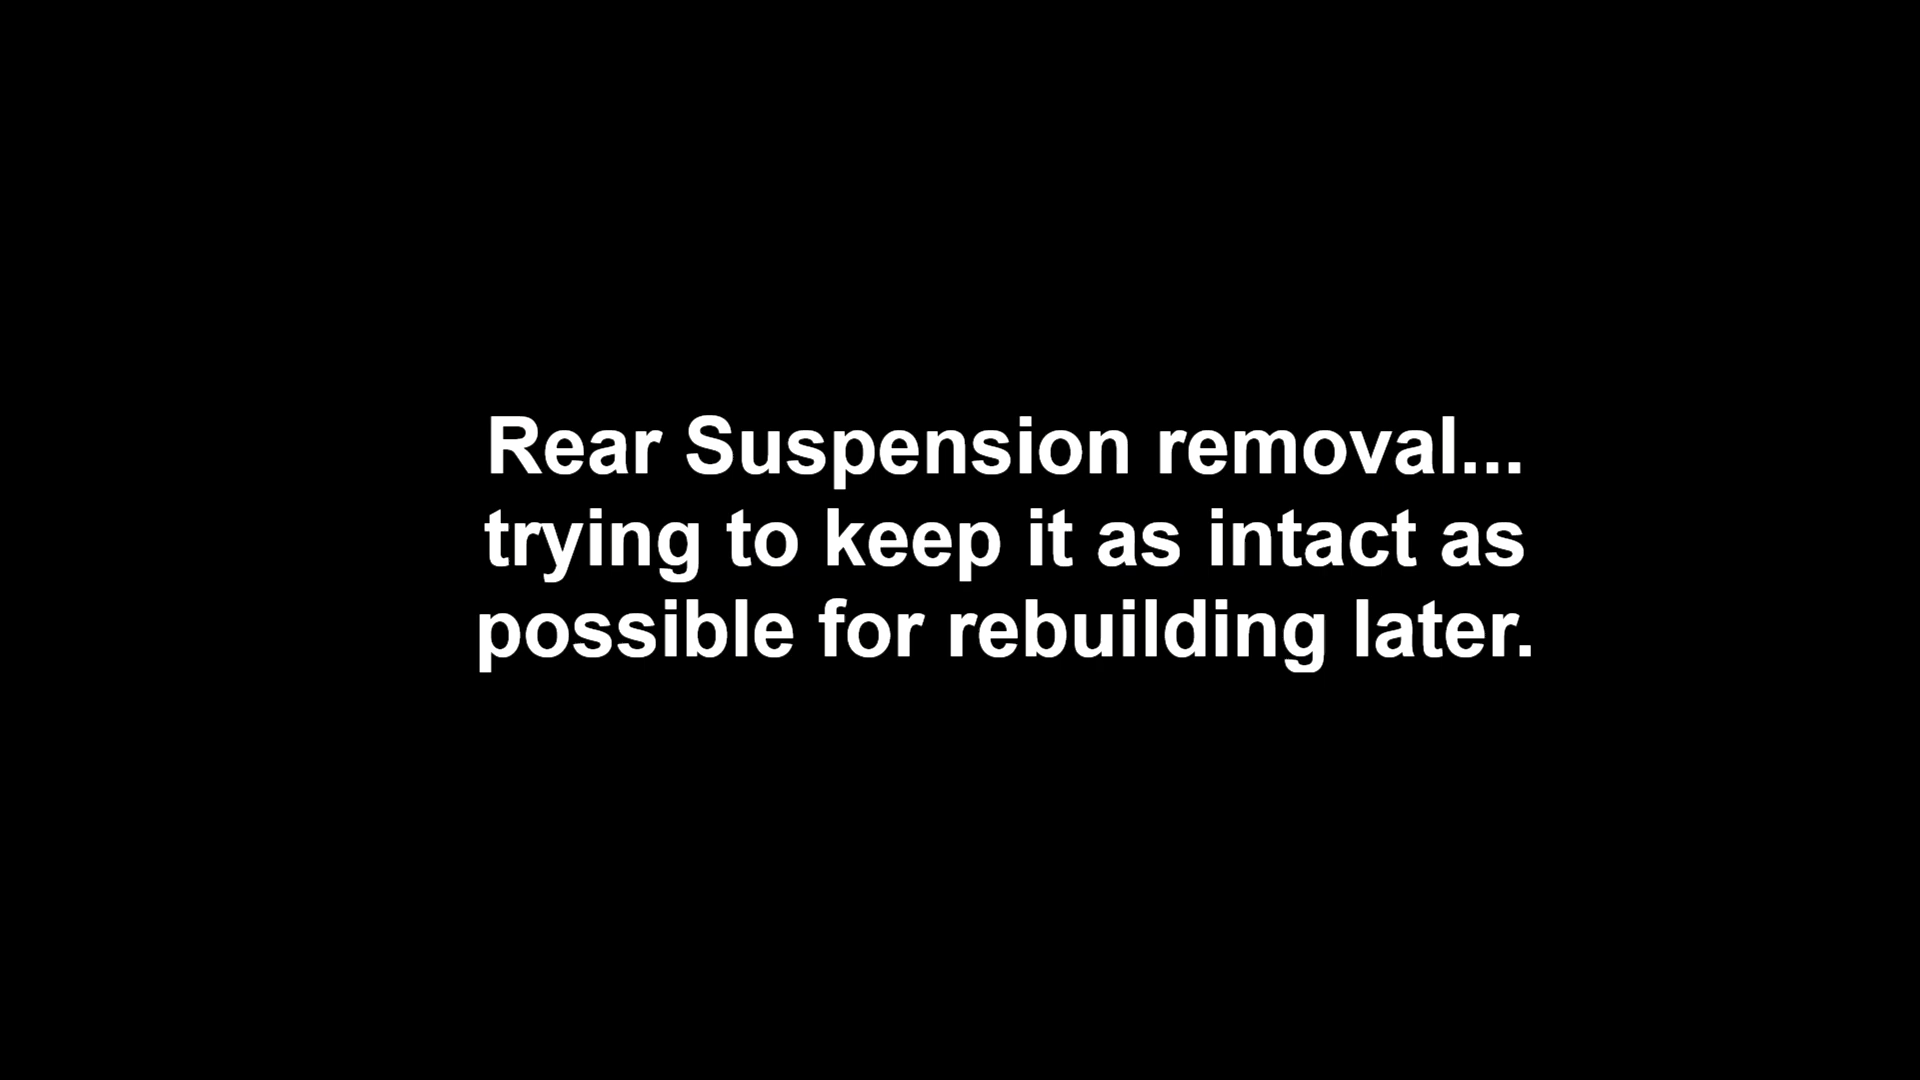 Rear Suspension removal...
trying to keep it as intact as
possible for rebuilding later.